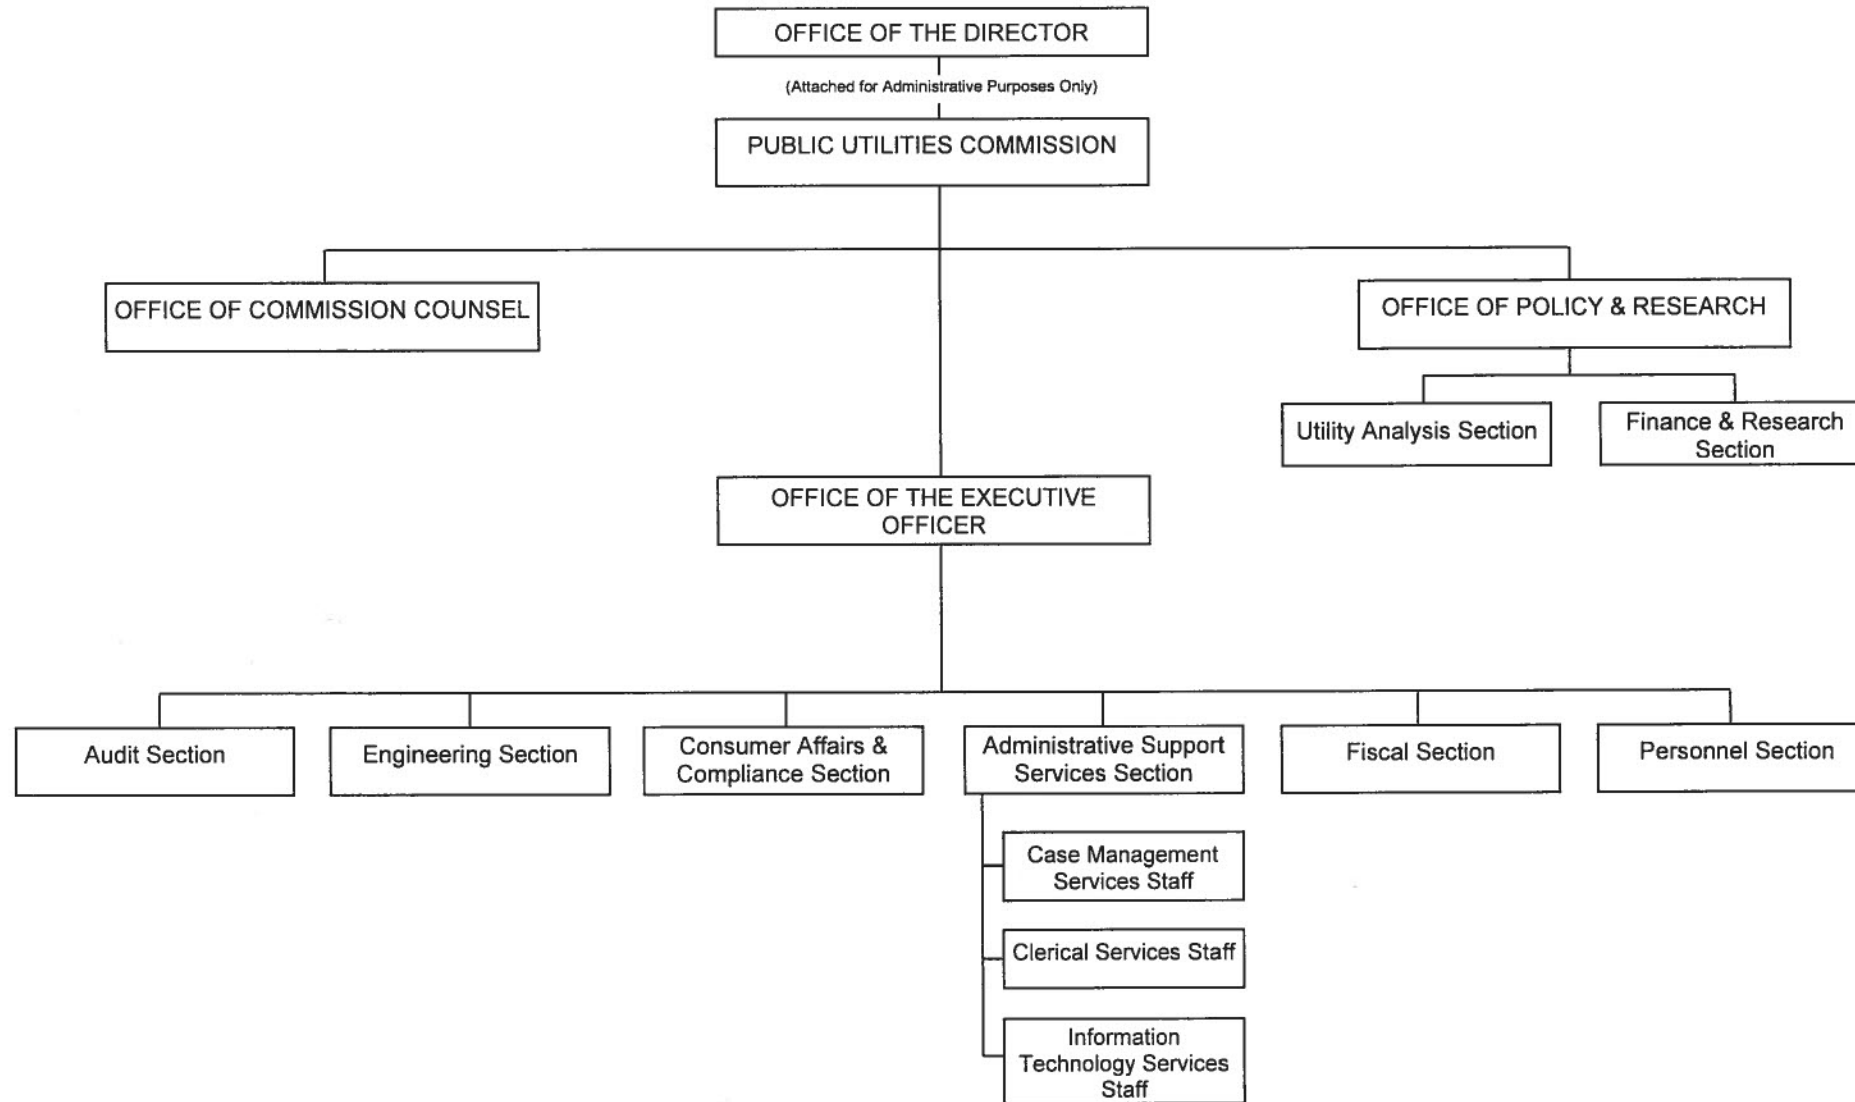 OFFICE OF THE DIRECTOR
(Attached for Administrative Purposes Only)
PUBLIC UTILITIES COMMISSION
OFFICE OF COMMISSION COUNSEL
OFFICE OF POLICY & RESEARCH
Utility Analysis Section
Finance & Research
Section
OFFICE OF THE EXECUTIVE
OFFICER
Audit Section
Engineering Section
Consumer Affairs &
Compliance Section
Administrative Support
Services Section
Fiscal Section
Personnel Section
Case Management
Services Staff
Clerical Services Staff
Information
Technology Services
Staff